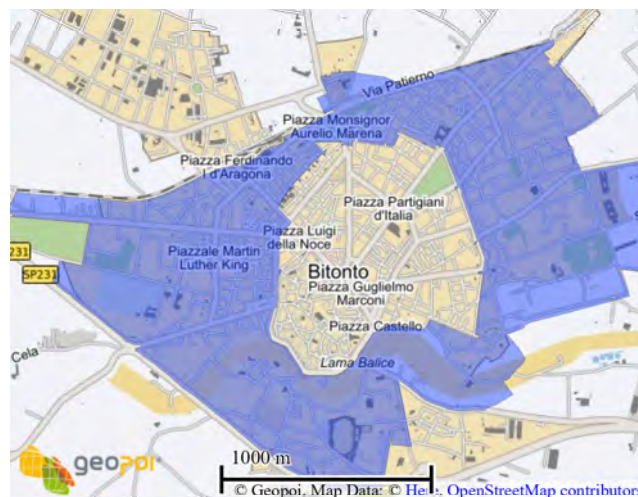 Via Patierno
Piazza Monsignor
Aurelio Marena
Piazza Ferdinando
I d'Aragona
Piazza Partigiani
d'Italia
Piazza Luigi
della Noce
Piazzale Martin
Luther King
231
SP231
Bitonto
Piazza Guglielmo
Marconi
Piazza Castello
Cela
Lama Balice
geopoi
1000 m
© Geopoi, Map Data: © Here, OpenStreetMap contributor